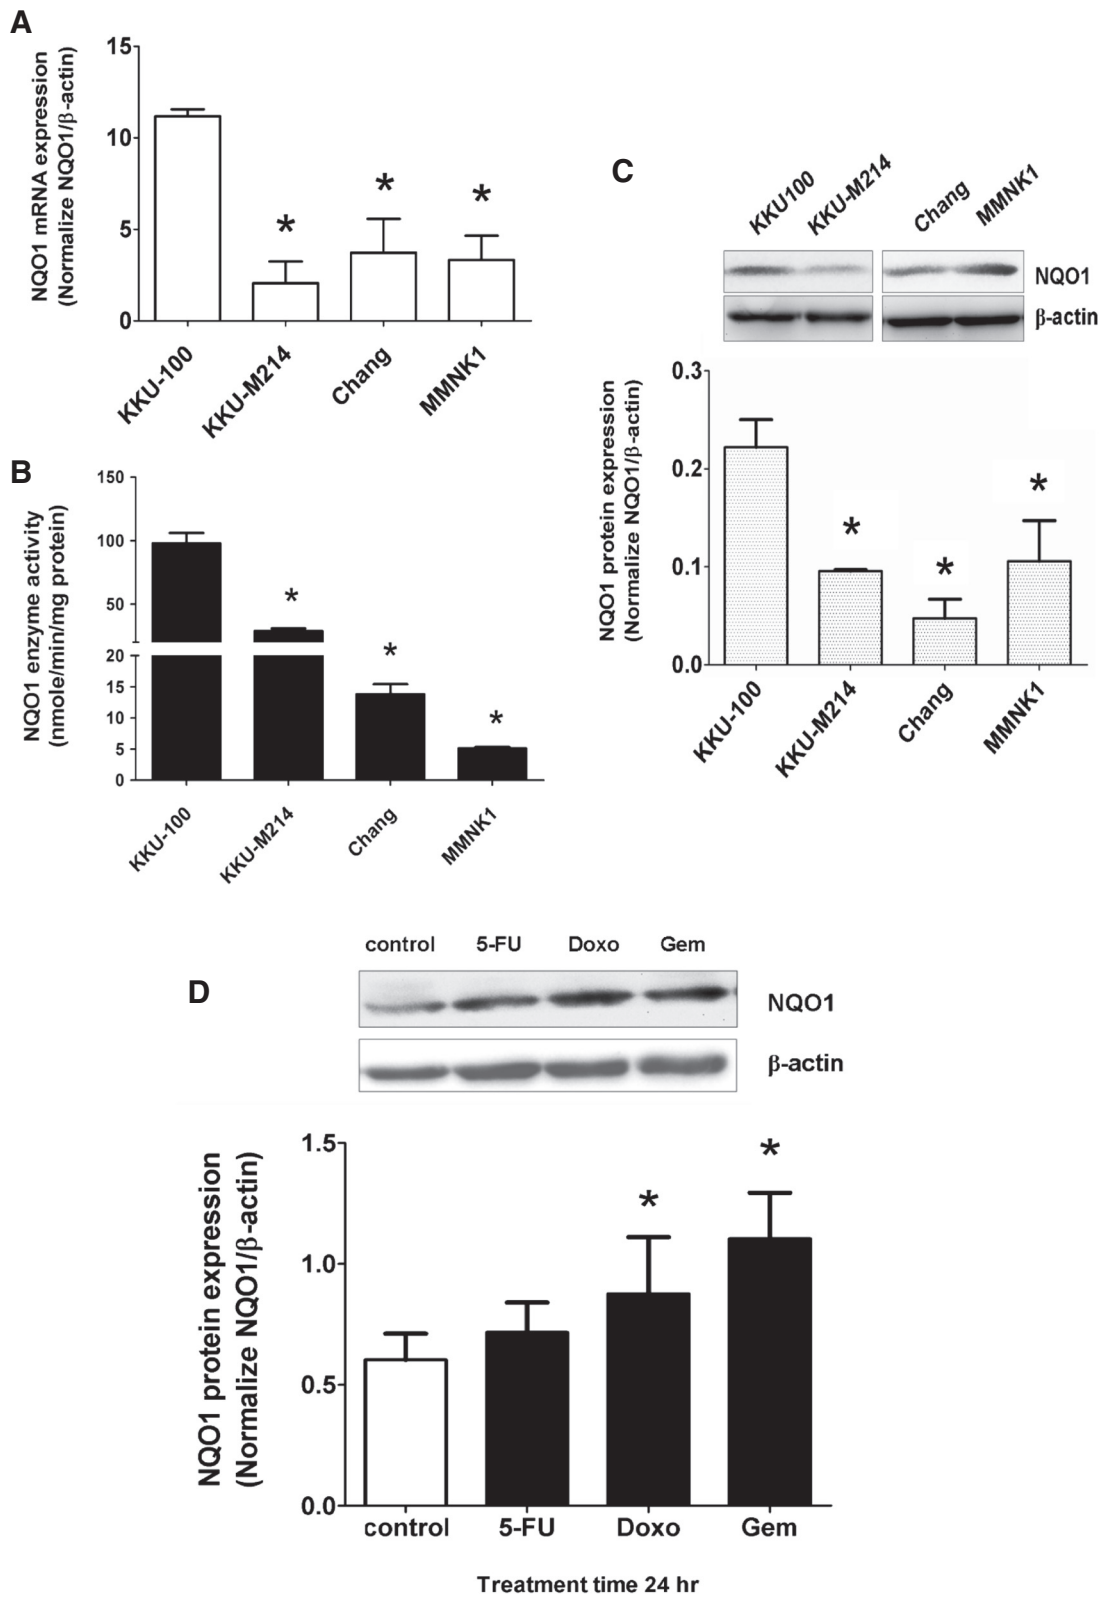 A
NQO1 mRNA expression
(Normalize NQO1/β-actin)
15
10
5
0
*
*
*
KKU-100
KKU-M214
Chang
MMNK1
B
NQO1 enzyme activity
(nmole/min/mg protein)
150
100
50
20
15
10
5
0
*
*
*
KKU-100
KKU-M214
Chang
MMNK1
C
KKU100
KKU-M214
Chang
MMNK1
NQO1
β-actin
NQO1 protein expression
(Normalize NQO1/β-actin)
0.3
0.2
0.1
0.0
*
*
*
KKU-100
KKU-M214
Chang
MMNK1
D
control 5-FU Doxo Gem
NQO1
β-actin
NQO1 protein expression
(Normalize NQO1/β-actin)
1.5
1.0
0.5
0.0
*
*
control 5-FU Doxo Gem
Treatment time 24 hr